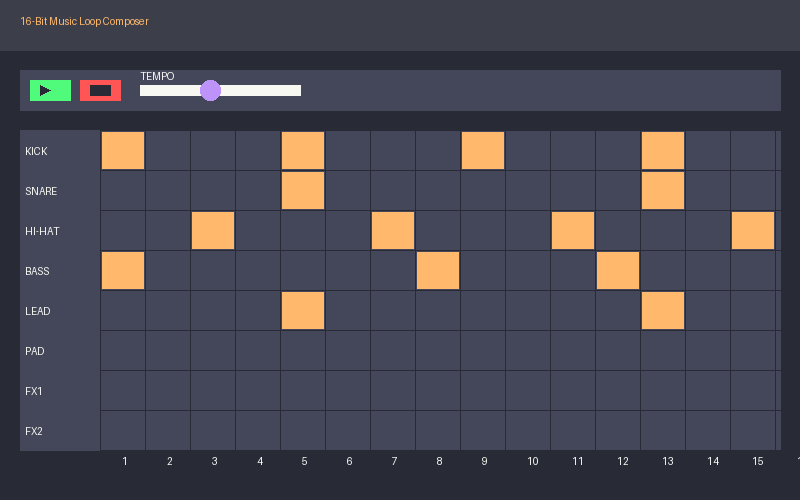 16-Bit Music Loop Composer
TEMPO
KICK
SNARE
HI-HAT
BASS
LEAD
PAD
FX1
FX2
1 2 3 4 5 6 7 8 9 10 11 12 13 14 15